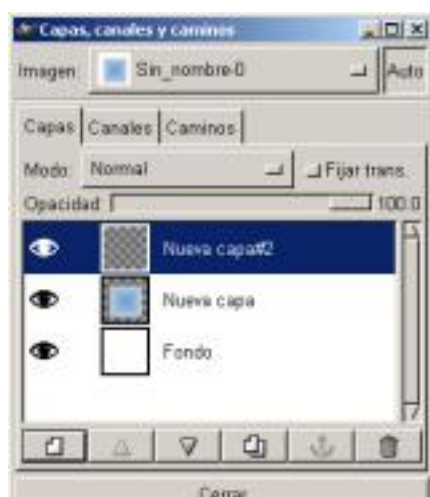 Capas, canales y caminos
Imagen: Sin_nombre-0 Auto
Capas Canales Caminos
Modo: Normal Fijar trans.
Opacidad: 100.0
Nueva capa#2
Nueva capa
Fondo
Cerrar